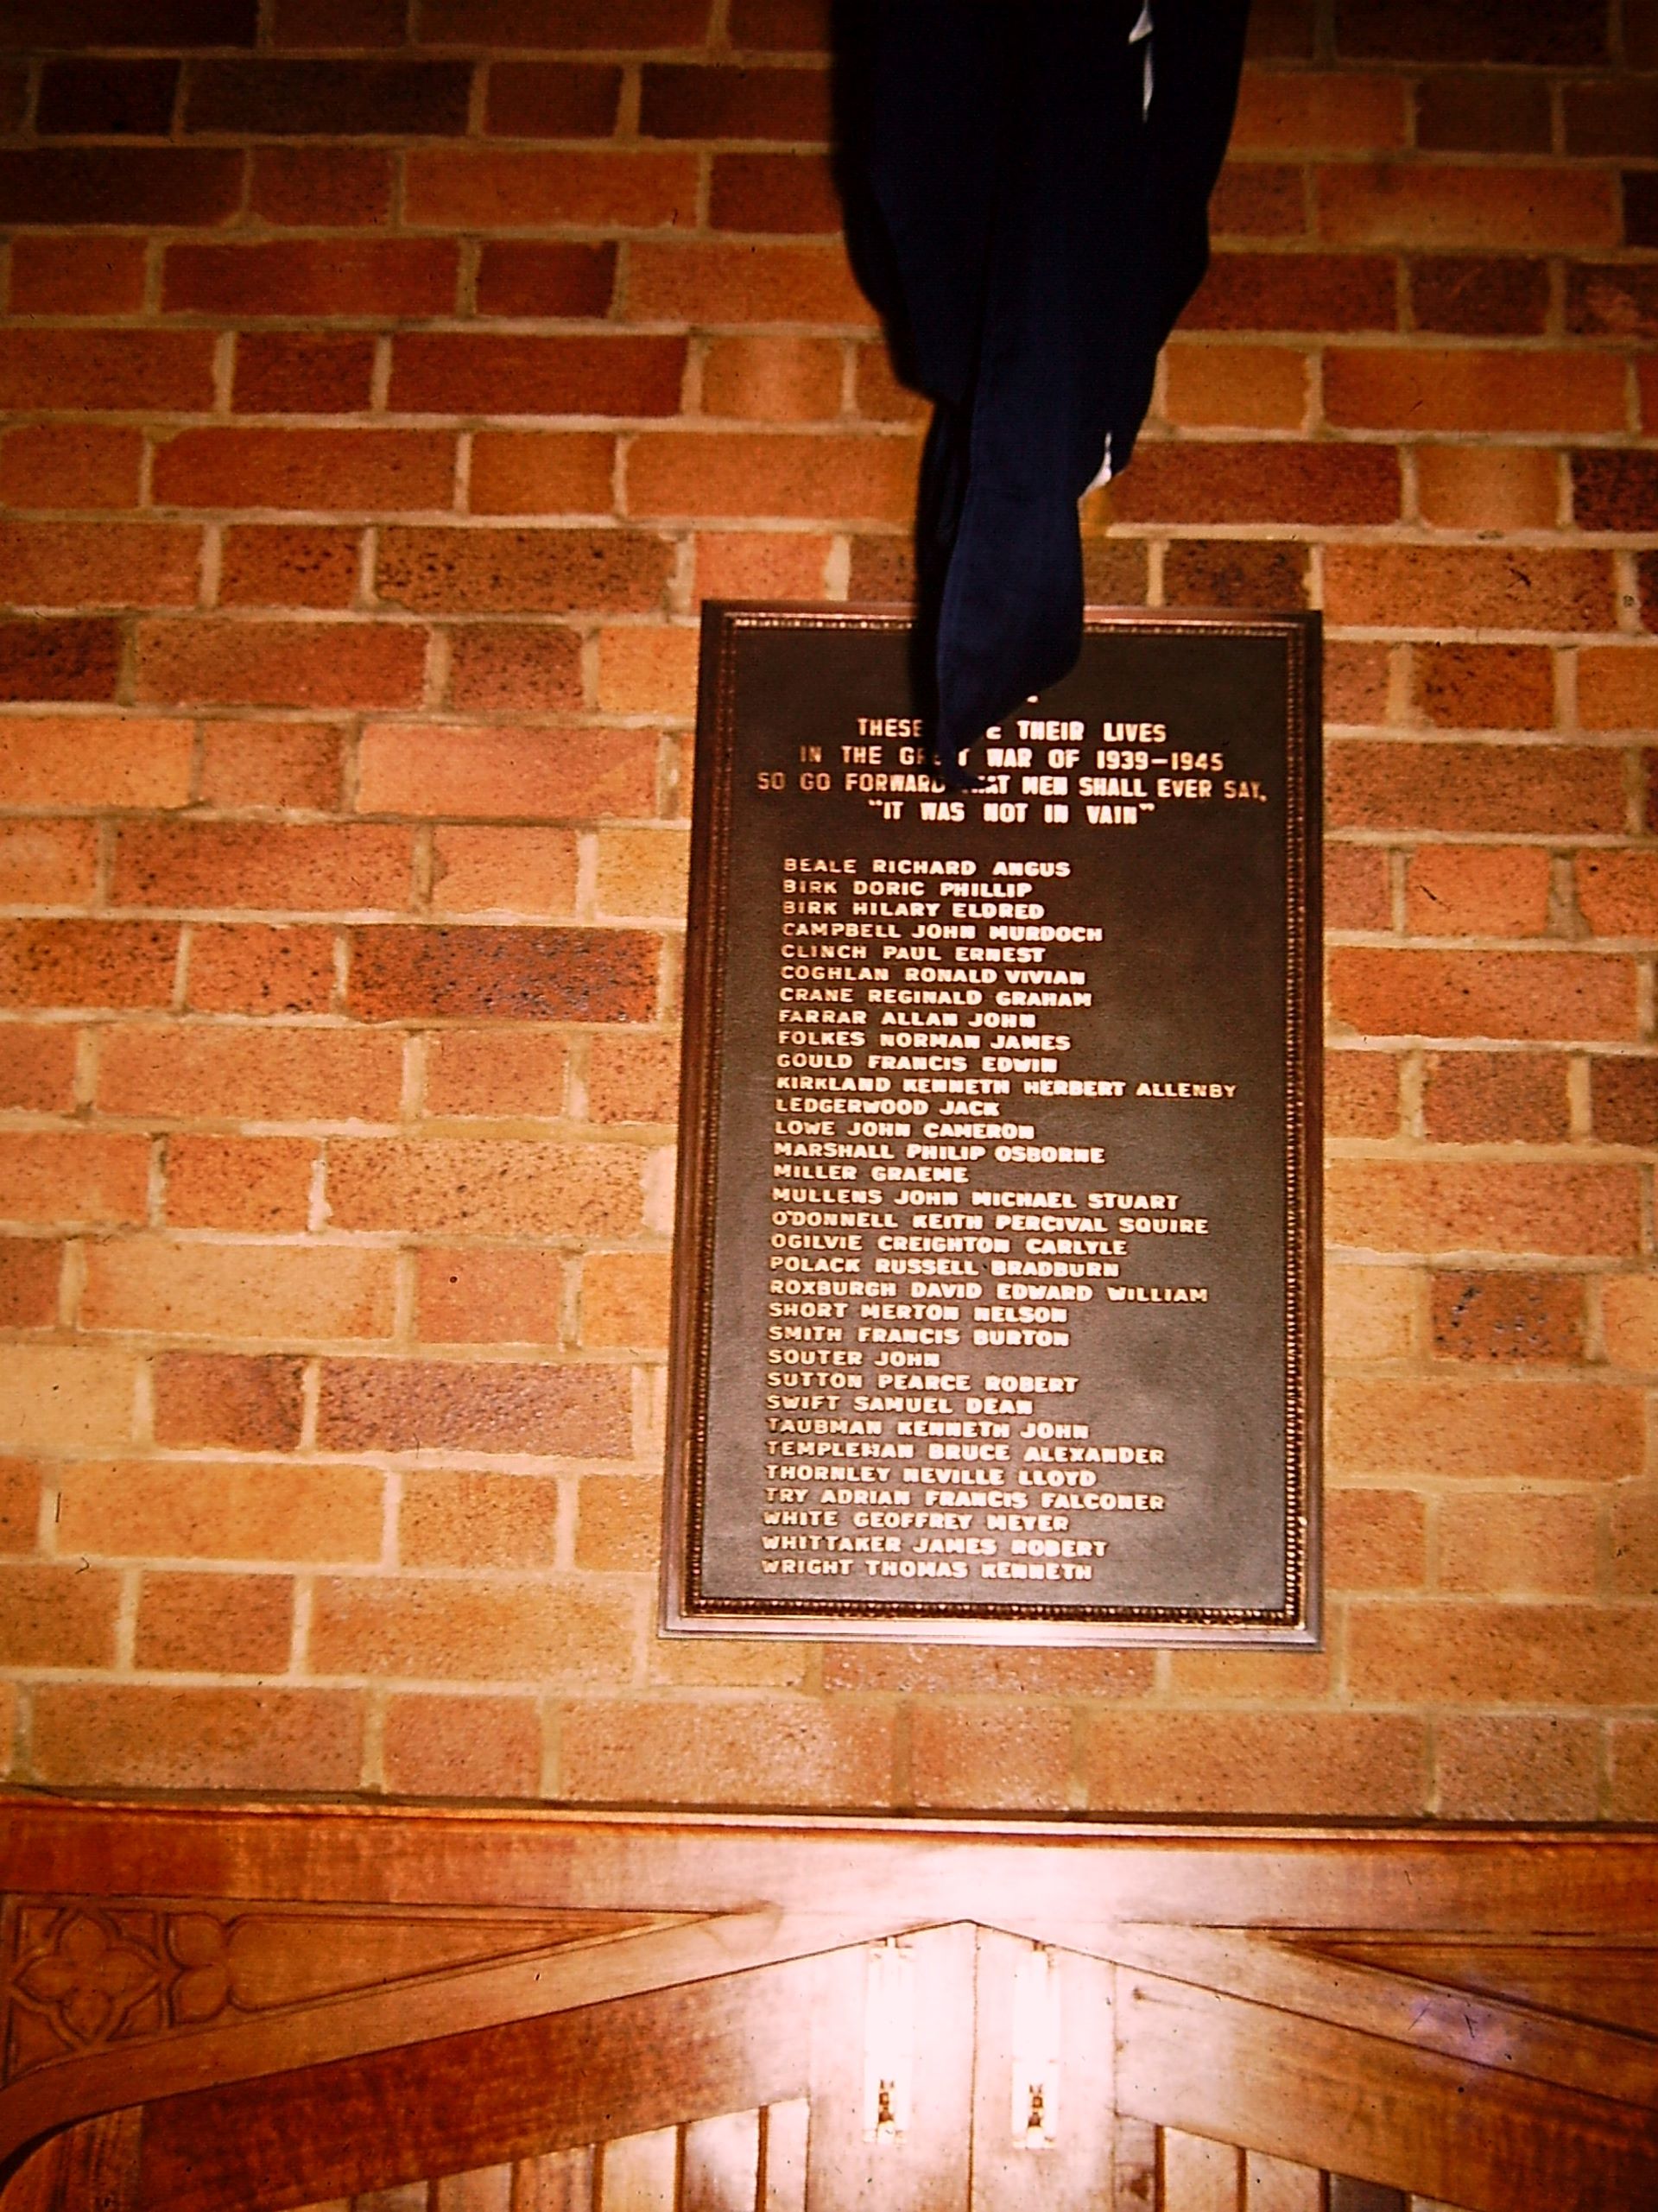 THESE THEIR LIVES
IN THE WAR OF 1939-1945
SO GO FORWARD MEN SHALL EVER SAY,
"IT WAS NOT IN VAIN"
BEALE RICHARD ANGUS
BIRK DORIC PHILLIP
BIRK HILARY ELDRED
CAMPBELL JOHN MURDOCH
CLINCH PAUL ERNEST
COGHLAN RONALD VIVIAN
CRANE REGINALD GRAHAM
FARRAR ALLAN JOHN
FOLKES NORMAN JAMES
GOULD FRANCIS EDWIN
KIRKLAND KENNETH HERBERT ALLENBY
LEDGERWOOD JACK
LOWE JOHN CAMERON
MARSHALL PHILIP OSBORNE
MILLER GRAEME
MULLENS JOHN MICHAEL STUART
O'DONNELL KEITH PERCIVAL SQUIRE
OGILVIE CREIGHTON CARLYLE
POLACK RUSSELL BRADBURN
ROXBURGH DAVID EDWARD WILLIAM
SHORT MERTON NELSON
SMITH FRANCIS BURTON
SOUTER JOHN
SUTTON PEARCE ROBERT
SWIFT SAMUEL DEAN
TAUBMAN KENNETH JOHN
TEMPLEMAN BRUCE ALEXANDER
THORNLEY NEVILLE LLOYD
TRY ADRIAN FRANCIS FALCONER
WHITE GEOFFREY MEYER
WHITTAKER JAMES ROBERT
WRIGHT THOMAS KENNETH